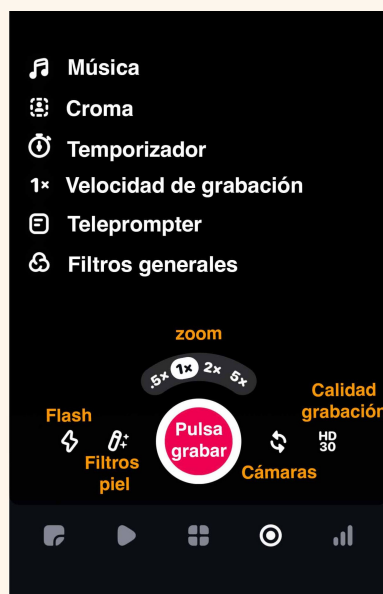 Música
Croma
Temporizador
1× Velocidad de grabación
Teleprompter
Filtros generales
zoom
.5× 1× 2× 5×
Calidad
grabación
Flash
Pulsa
grabar
HD
30
Filtros
piel
Cámaras